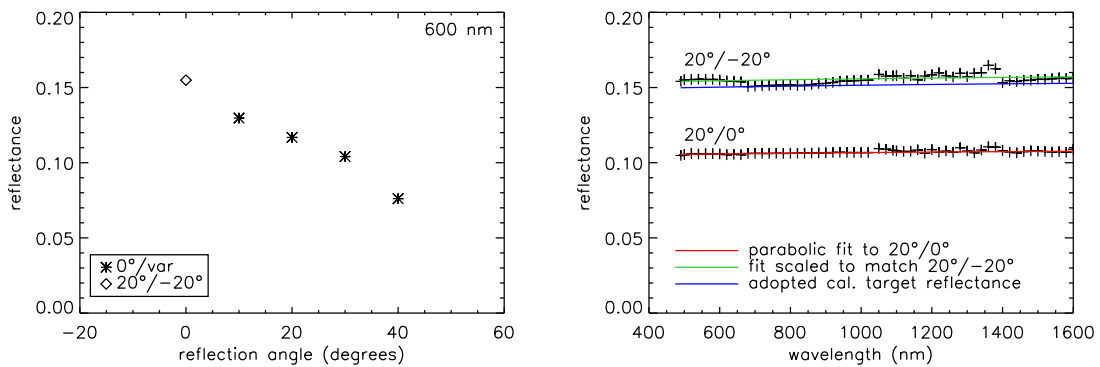 0.20
0.15
0.10
0.05
0.00
reflectance
600 nm
0°/var
20°/−20°
−20 0 20 40 60
reflection angle (degrees)
0.20
0.15
0.10
0.05
0.00
reflectance
20°/−20°
20°/0°
parabolic fit to 20°/0°
fit scaled to match 20°/−20°
adopted cal. target reflectance
400 600 800 1000 1200 1400 1600
wavelength (nm)